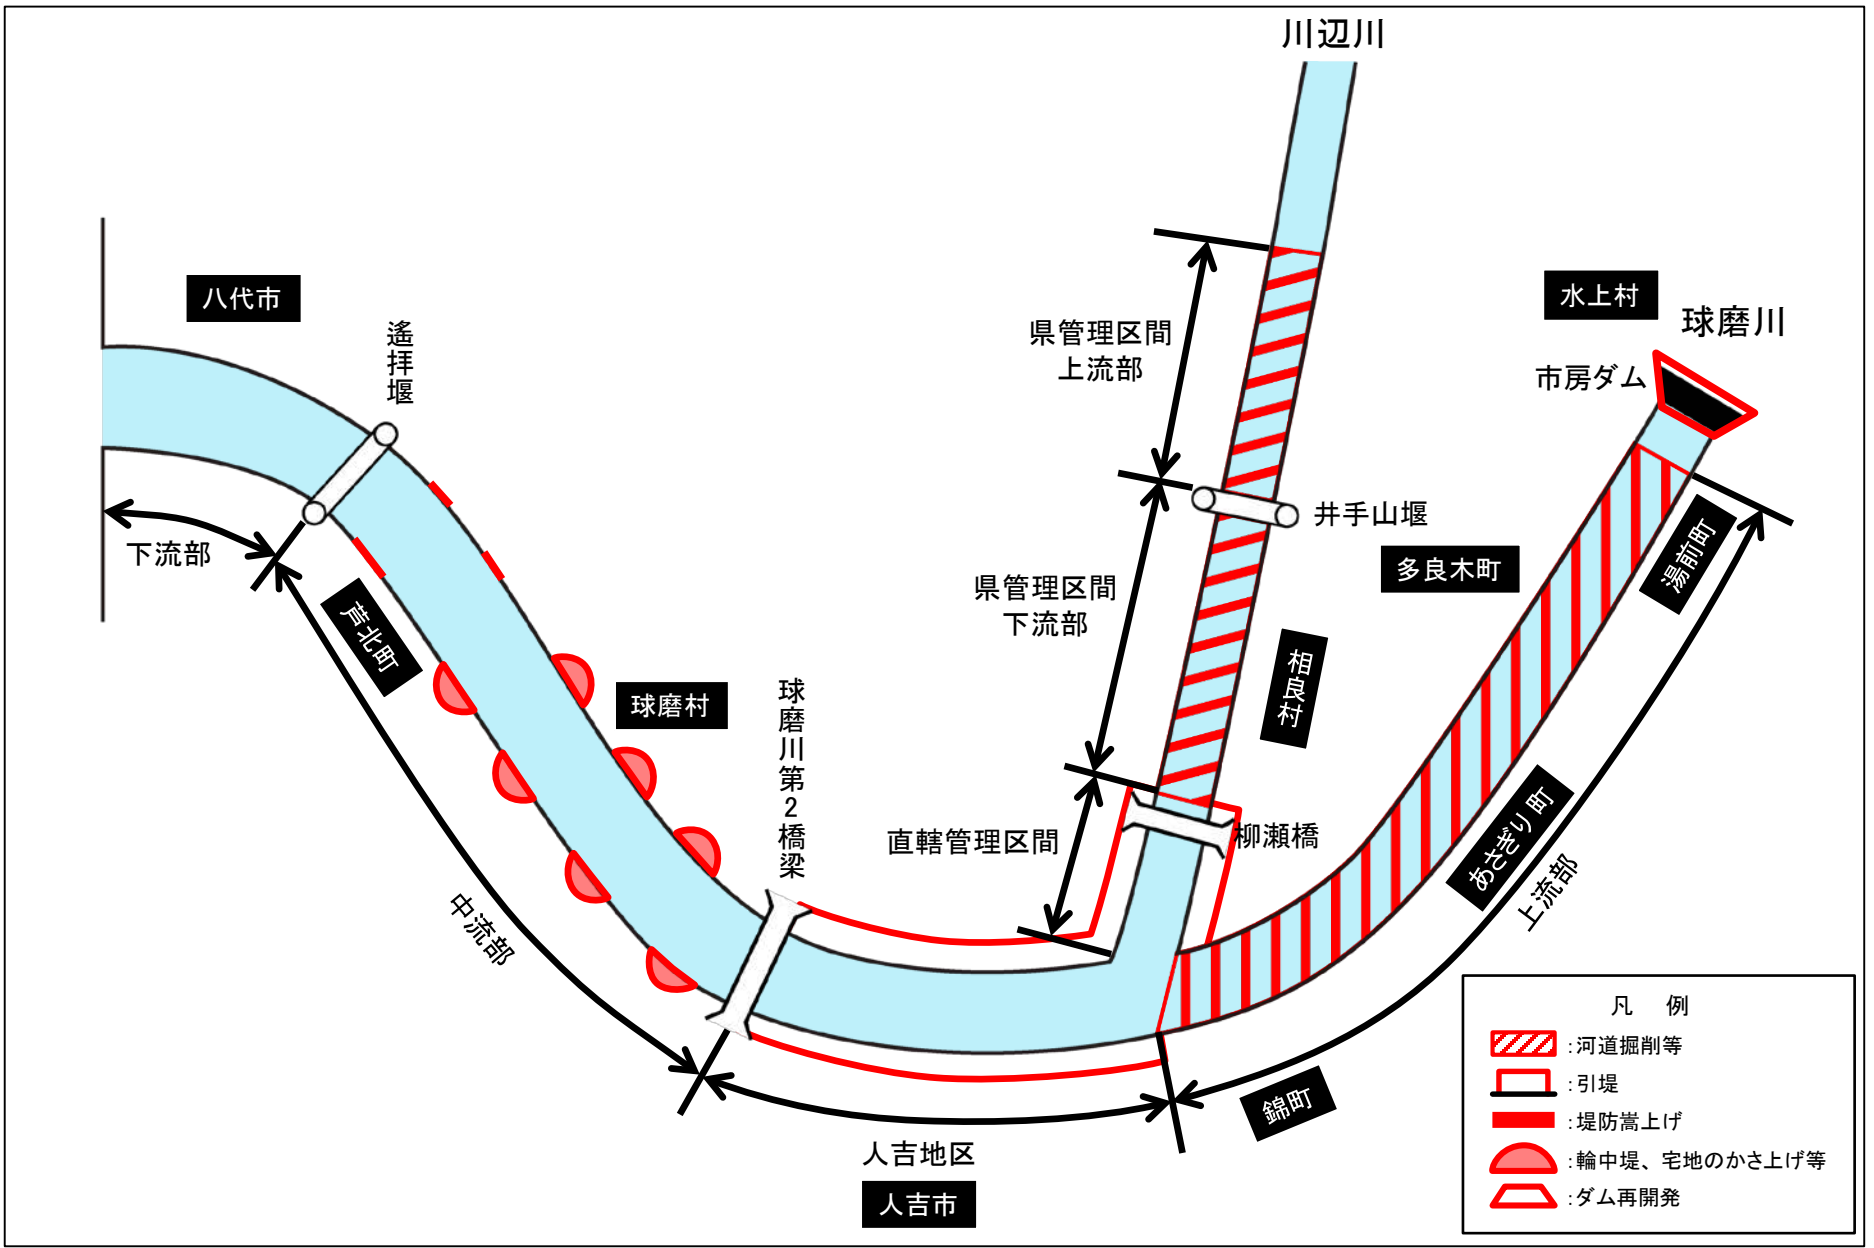 川辺川
八代市
遙拝堰
下流部
芦北町
球磨村
球磨川第2橋梁
中流部
県管理区間
上流部
県管理区間
下流部
直轄管理区間
井手山堰
相良村
柳瀬橋
水上村
球磨川
市房ダム
多良木町
湯前町
あさぎり町
上流部
錦町
人吉地区
人吉市
凡 例
:河道掘削等
:引堤
:堤防嵩上げ
:輪中堤、宅地のかさ上げ等
:ダム再開発